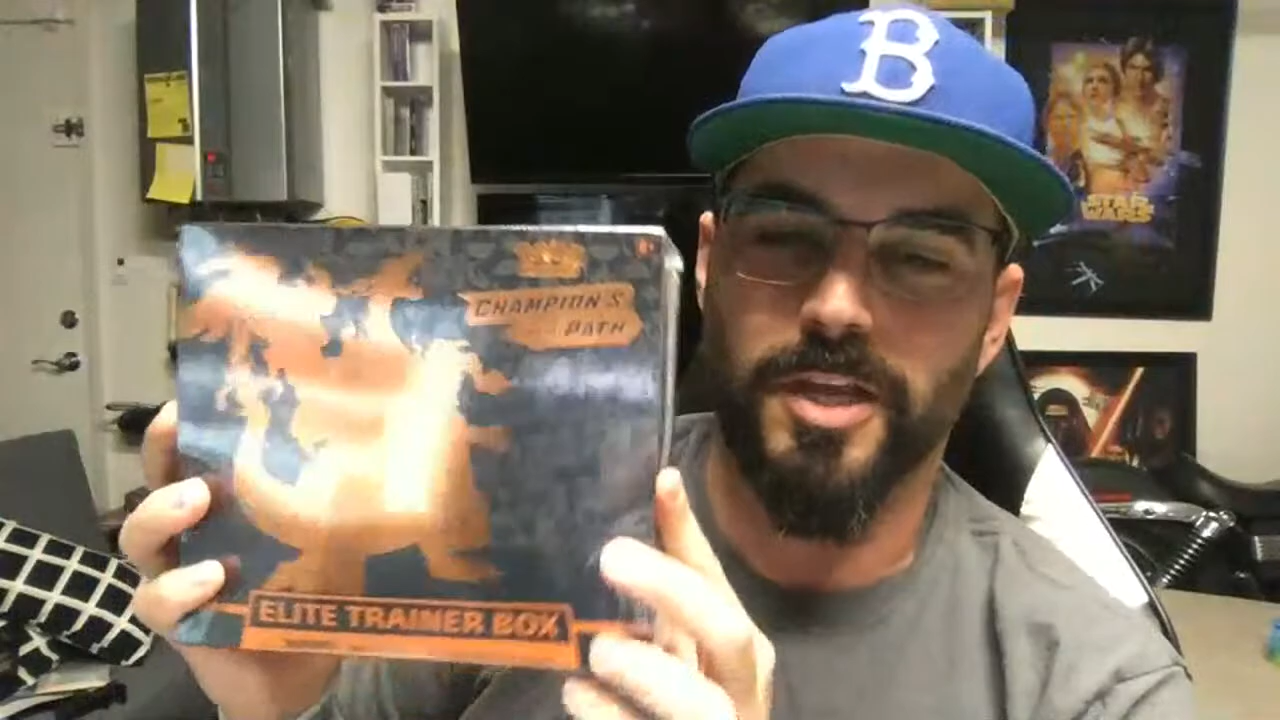 B
CHAMPION'S
PATH
STAR
WARS
ELITE TRAINER BOX